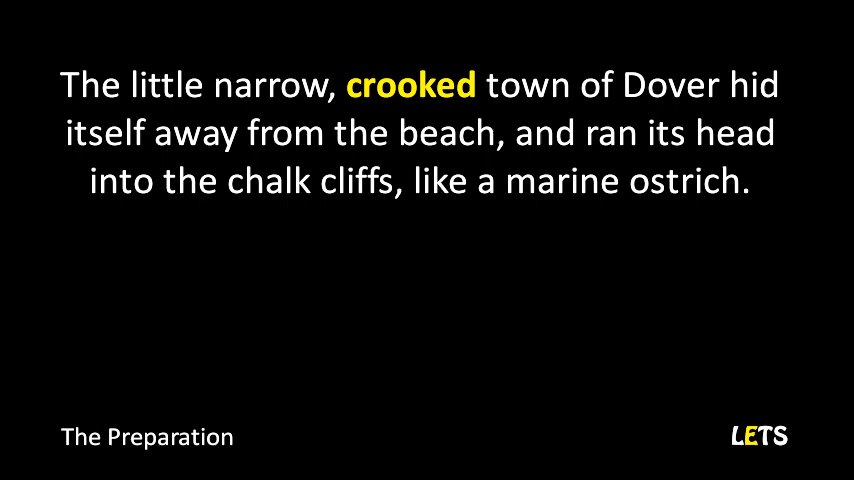 The little narrow, crooked town of Dover hid
itself away from the beach, and ran its head
into the chalk cliffs, like a marine ostrich.
The Preparation
LETS